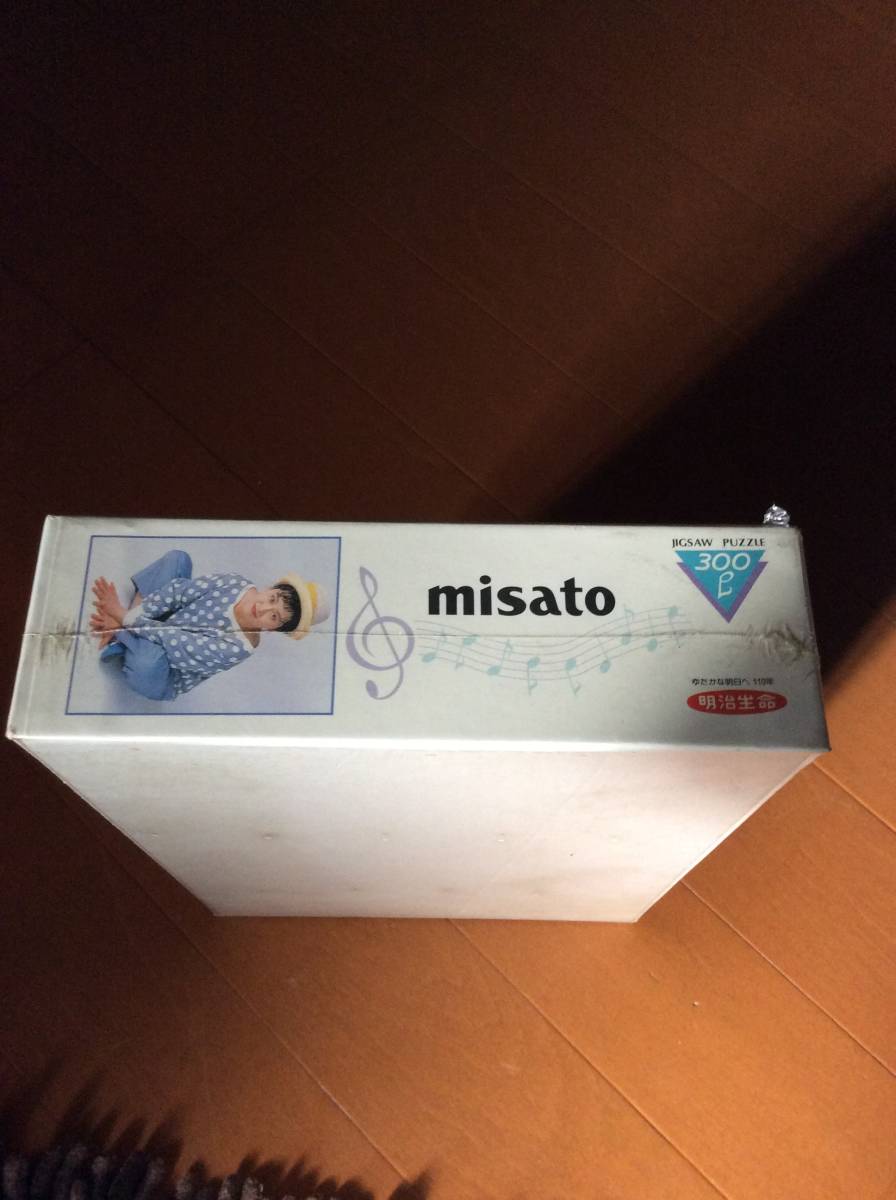 misato
JIGSAW PUZZLE
300
P
ゆたかな明日へ 110年
明治生命